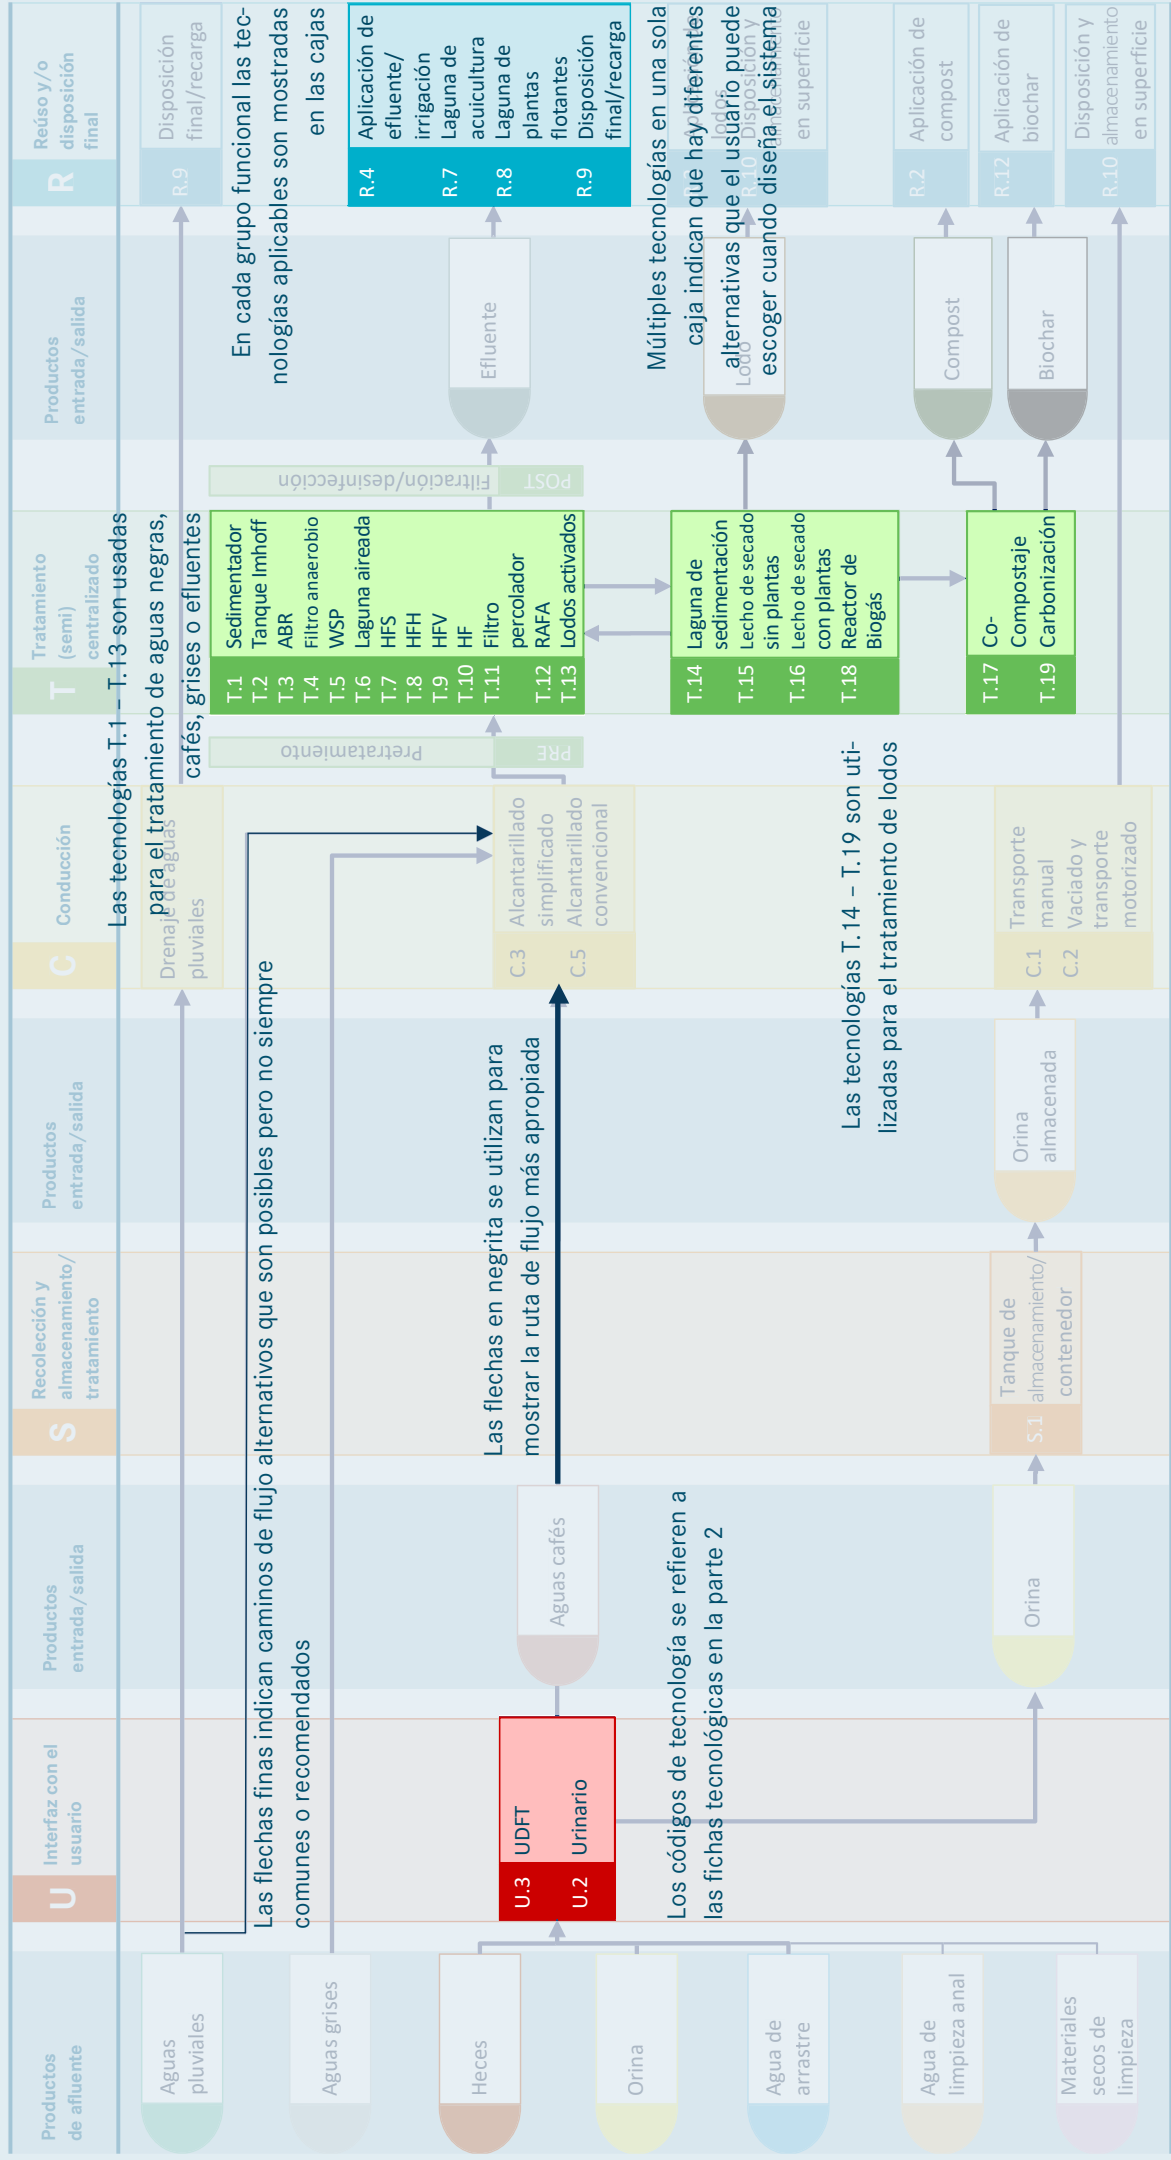 Productos
de afluente
U
Interfaz con el
usuario
Productos
entrada/salida
S
Recolección y
almacenamiento/
tratamiento
Productos
entrada/salida
C
Conducción
T
Tratamiento
(semi)
centralizado
Productos
entrada/salida
R
Reúso y/o
disposición
final
Aguas
pluviales
Drenaje de aguas
pluviales
R.9
Disposición
final/recarga
Las tecnologías T.1 – T.13 son usadas
para el tratamiento de aguas negras,
cafés, grises o efluentes
En cada grupo funcional las tec-
nologías aplicables son mostradas
en las cajas
Las flechas finas indican caminos de flujo alternativos que son posibles pero no siempre
comunes o recomendados
Aguas grises
Heces
Orina
Agua de
arrastre
Agua de
limpieza anal
Materiales
secos de
limpieza
U.3 UDFT
U.2 Urinario
Aguas cafés
Las flechas en negrita se utilizan para
mostrar la ruta de flujo más apropiada
C.3 Alcantarillado
simplificado
C.5 Alcantarillado
convencional
PRE Pretratamiento
T.1 Sedimentador
T.2 Tanque Imhoff
T.3 ABR
T.4 Filtro anaerobio
T.5 WSP
T.6 Laguna aireada
T.7 HFS
T.8 HFH
T.9 HFV
T.10 HF
T.11 Filtro
percolador
T.12 RAFA
T.13 Lodos activados
POST Filtración/desinfección
Efluente
R.4 Aplicación de
efluente/
irrigación
R.7 Laguna de
acuicultura
R.8 Laguna de
plantas
flotantes
R.9 Disposición
final/recarga
Los códigos de tecnología se refieren a
las fichas tecnológicas en la parte 2
T.14 Laguna de
sedimentación
T.15 Lecho de secado
sin plantas
T.16 Lecho de secado
con plantas
T.18 Reactor de
Biogás
Lodo
Múltiples tecnologías en una sola
caja indican que hay diferentes
alternativas que el usuario puede
escoger cuando diseña el sistema
lodos
R.10 Disposición y
almacenamiento
en superficie
Las tecnologías T.14 – T.19 son uti-
lizadas para el tratamiento de lodos
Orina
S.1 Tanque de
almacenamiento/
contenedor
Orina
almacenada
C.1 Transporte
manual
C.2 Vaciado y
transporte
motorizado
T.17 Co-
Compostaje
T.19 Carbonización
Compost
R.2 Aplicación de
compost
Biochar
R.12 Aplicación de
biochar
R.10 Disposición y
almacenamiento
en superficie